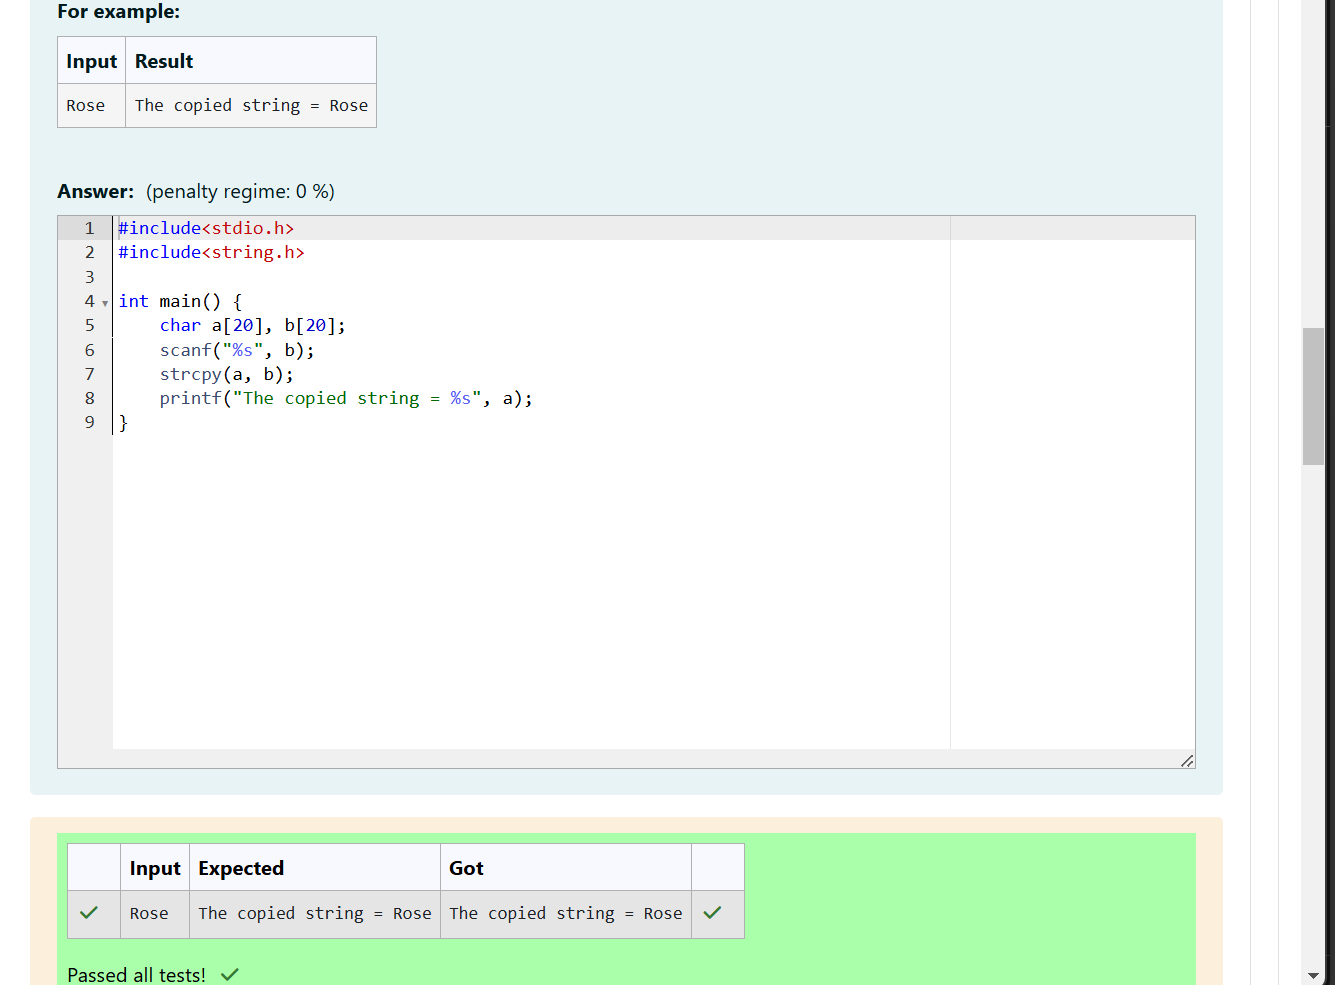 For example:
Input Result
Rose The copied string = Rose
Answer: (penalty regime: 0 %)
1 #include<stdio.h>
2 #include<string.h>
3
4 int main() {
5     char a[20], b[20];
6     scanf("%s", b);
7     strcpy(a, b);
8     printf("The copied string = %s", a);
9 }
Input Expected Got
Rose The copied string = Rose The copied string = Rose
Passed all tests!